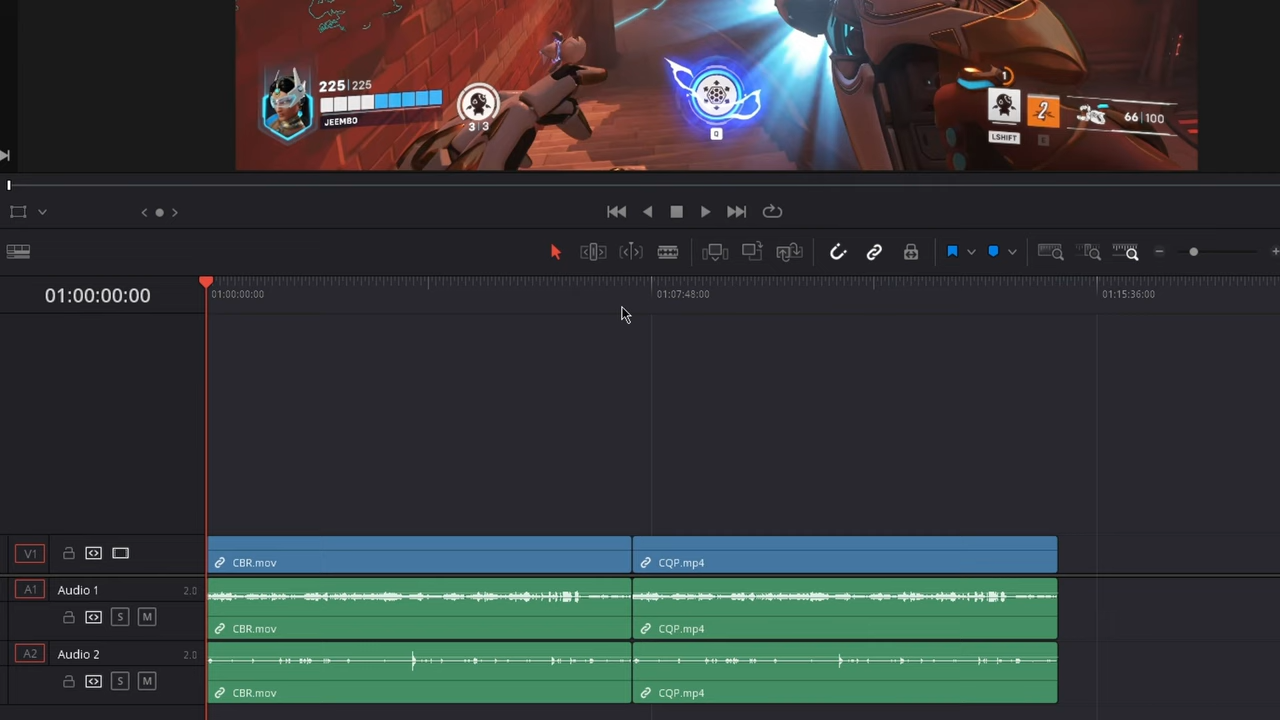 225|225
JEEMBO
3|3
Q
1
2
66|100
LSHIFT
E
01:00:00:00
01:00:00:00
01:07:48:00
01:15:36:00
V1
CBR.mov
CQP.mp4
A1
Audio 1
2.0
S
M
CBR.mov
CQP.mp4
A2
Audio 2
2.0
S
M
CBR.mov
CQP.mp4